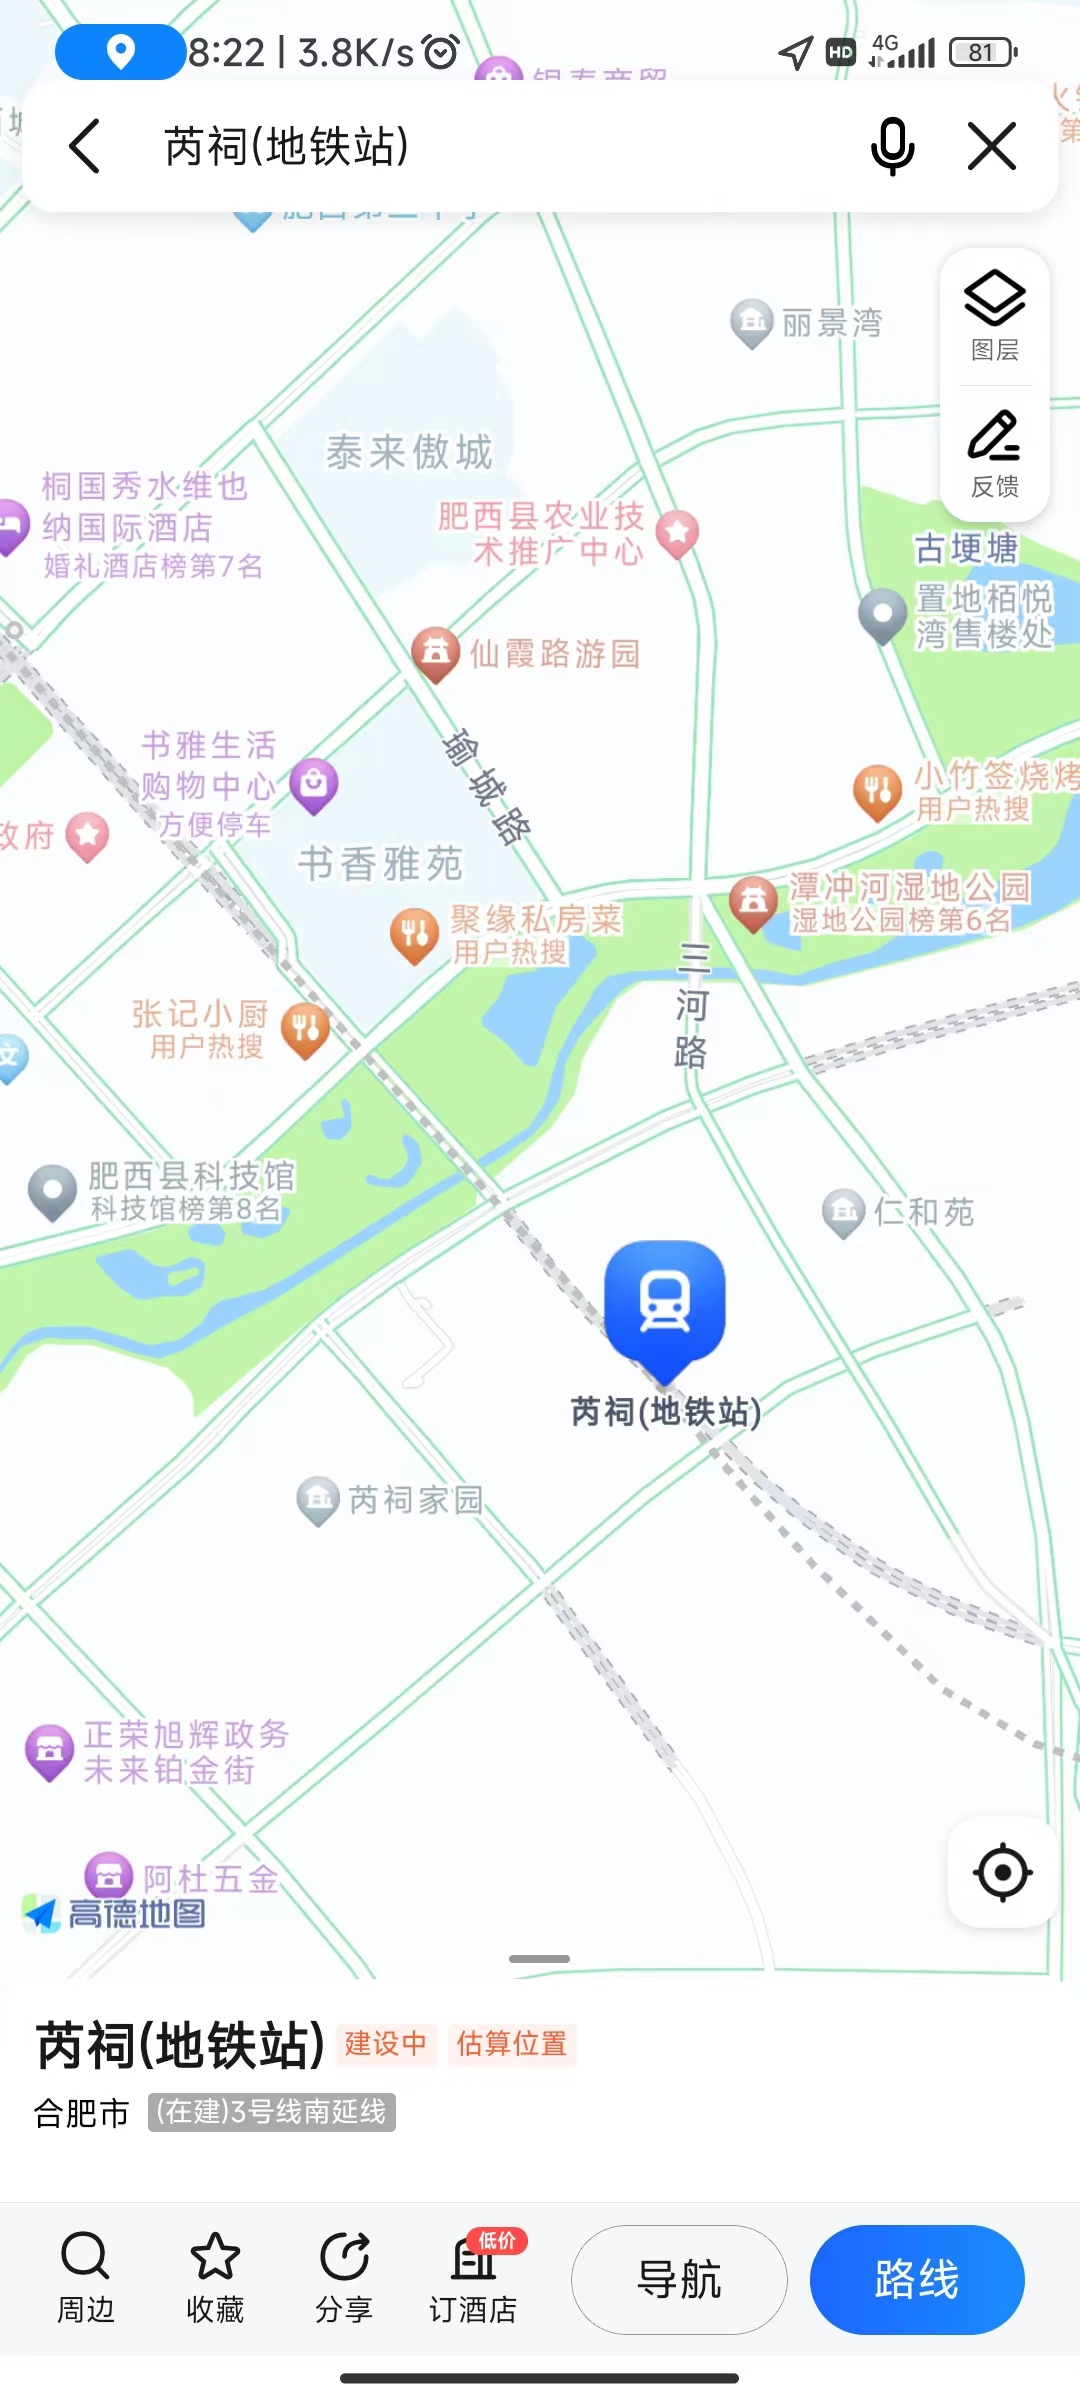 8:22 | 3.8K/s
HD 4G 81
芮祠(地铁站)
丽景湾
图层
反馈
泰来傲城
桐国秀水维也
纳国际酒店
婚礼酒店榜第7名
肥西县农业技
术推广中心
古埂塘
置地栢悦
湾售楼处
仙霞路游园
瑜城路
书雅生活
购物中心
方便停车
小竹签烧烤
用户热搜
政府
书香雅苑
潭冲河湿地公园
湿地公园榜第6名
聚缘私房菜
用户热搜
三河路
张记小厨
用户热搜
文
肥西县科技馆
科技馆榜第8名
仁和苑
芮祠(地铁站)
芮祠家园
正荣旭辉政务
未来铂金街
阿杜五金
高德地图
芮祠(地铁站) 建设中 估算位置
合肥市 (在建)3号线南延线
低价
周边 收藏 分享 订酒店 导航 路线